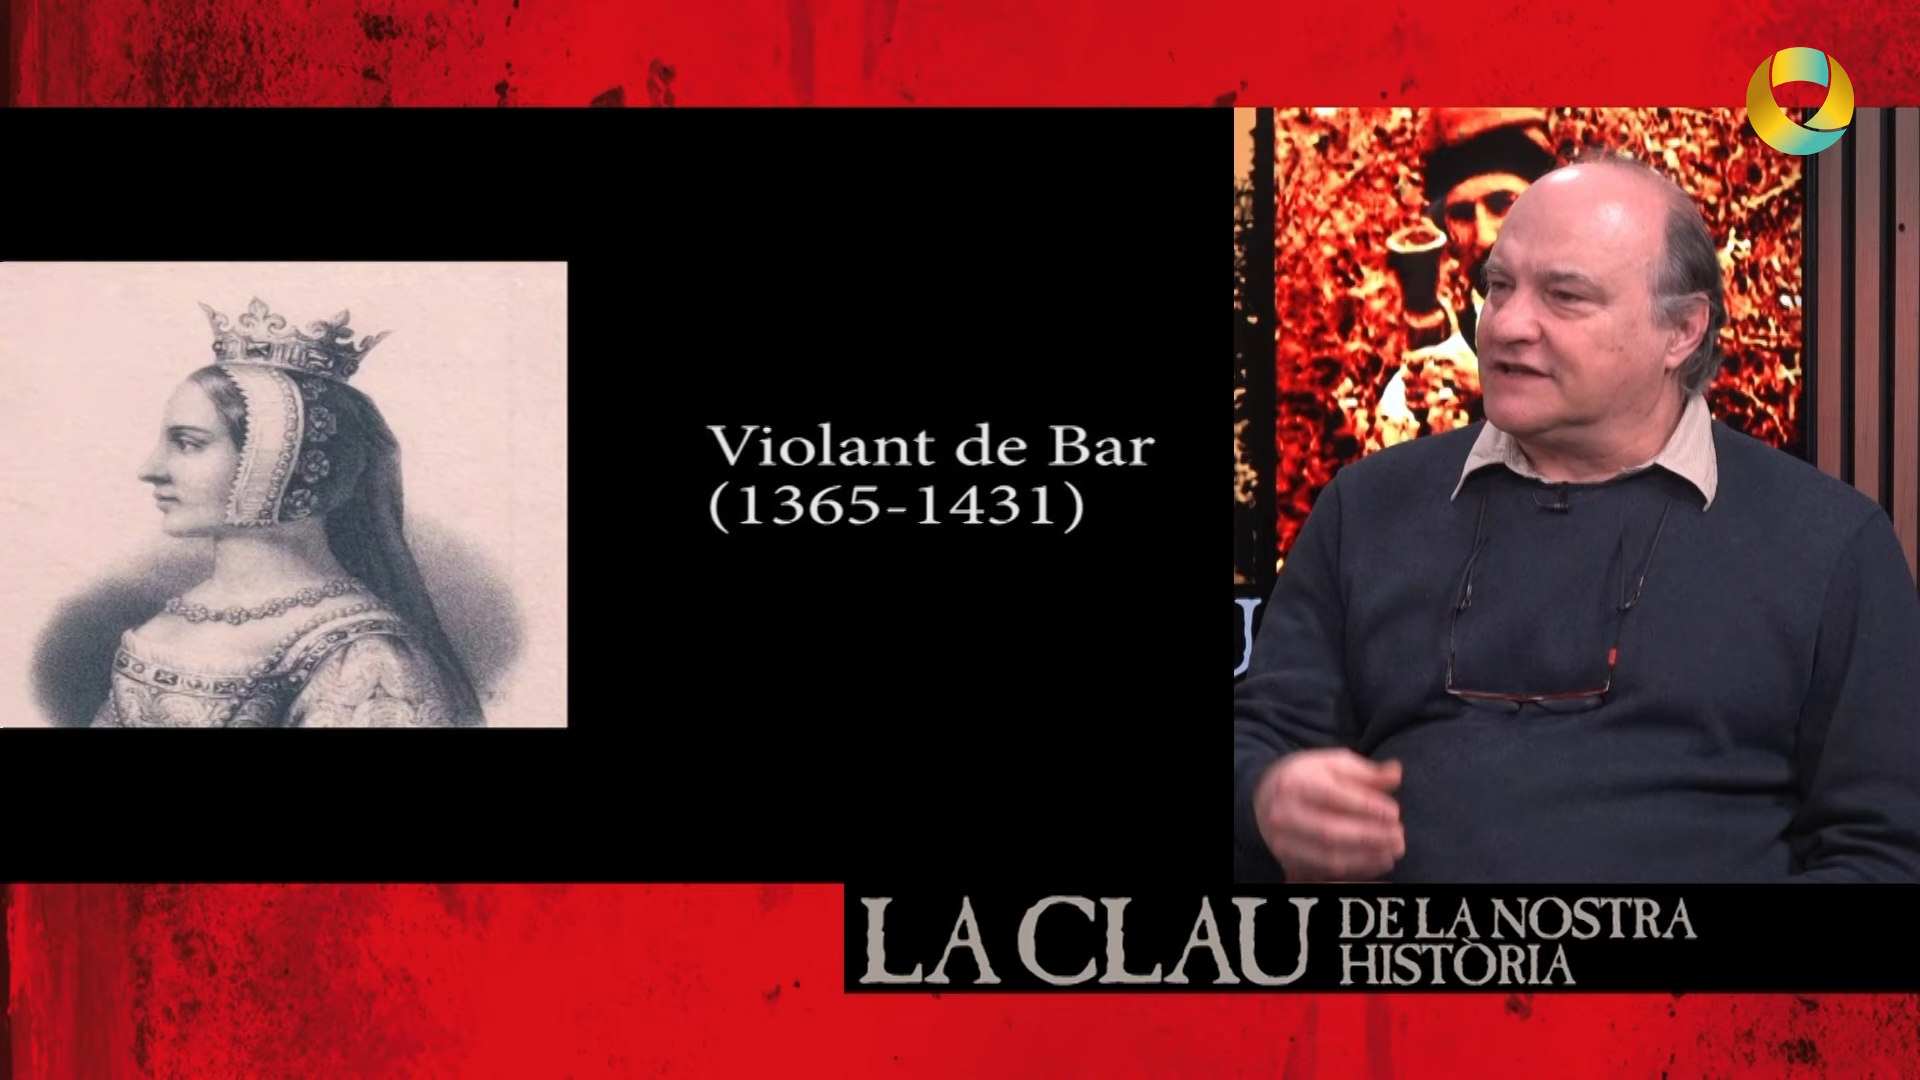 Violant de Bar
(1365-1431)
LA CLAU DE LA NOSTRA
HISTÒRIA